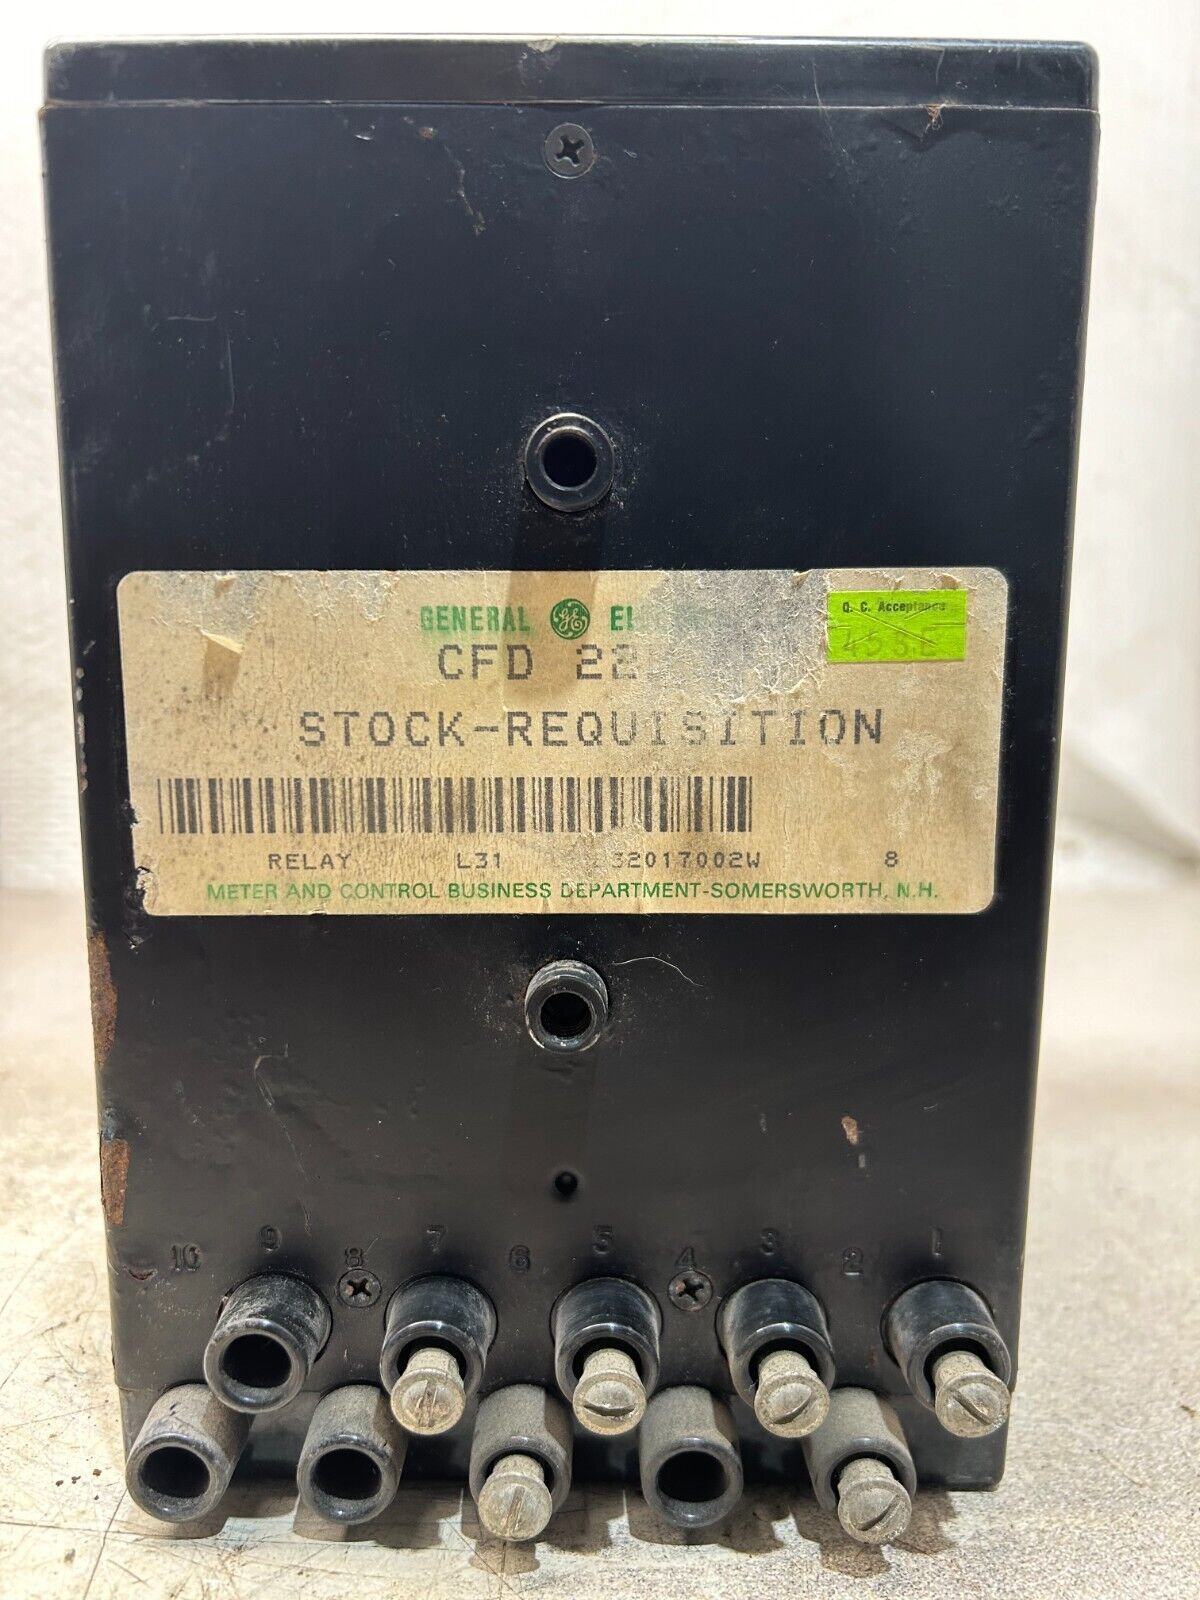 GENERAL GE
Q. C. Acceptance
CFD 22
STOCK-REQUISITION
RELAY L31 32017002W 8
METER AND CONTROL BUSINESS DEPARTMENT-SOMERSWORTH, N.H.
10 9 8 7 6 5 4 3 2 1